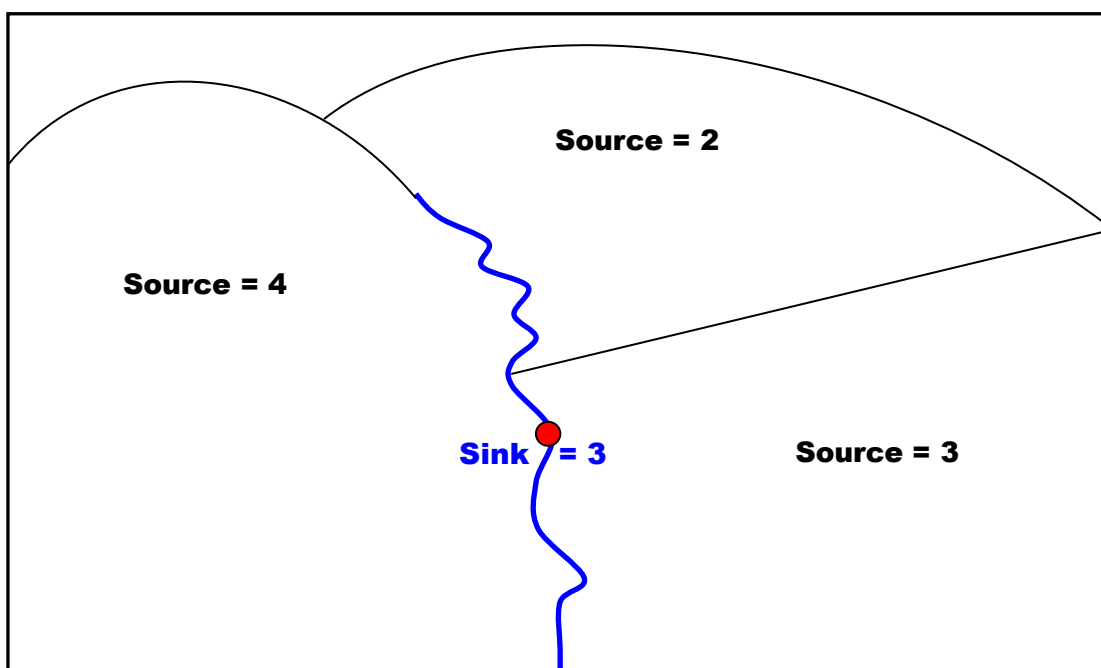 Source = 2
Source = 4
Sink = 3
Source = 3